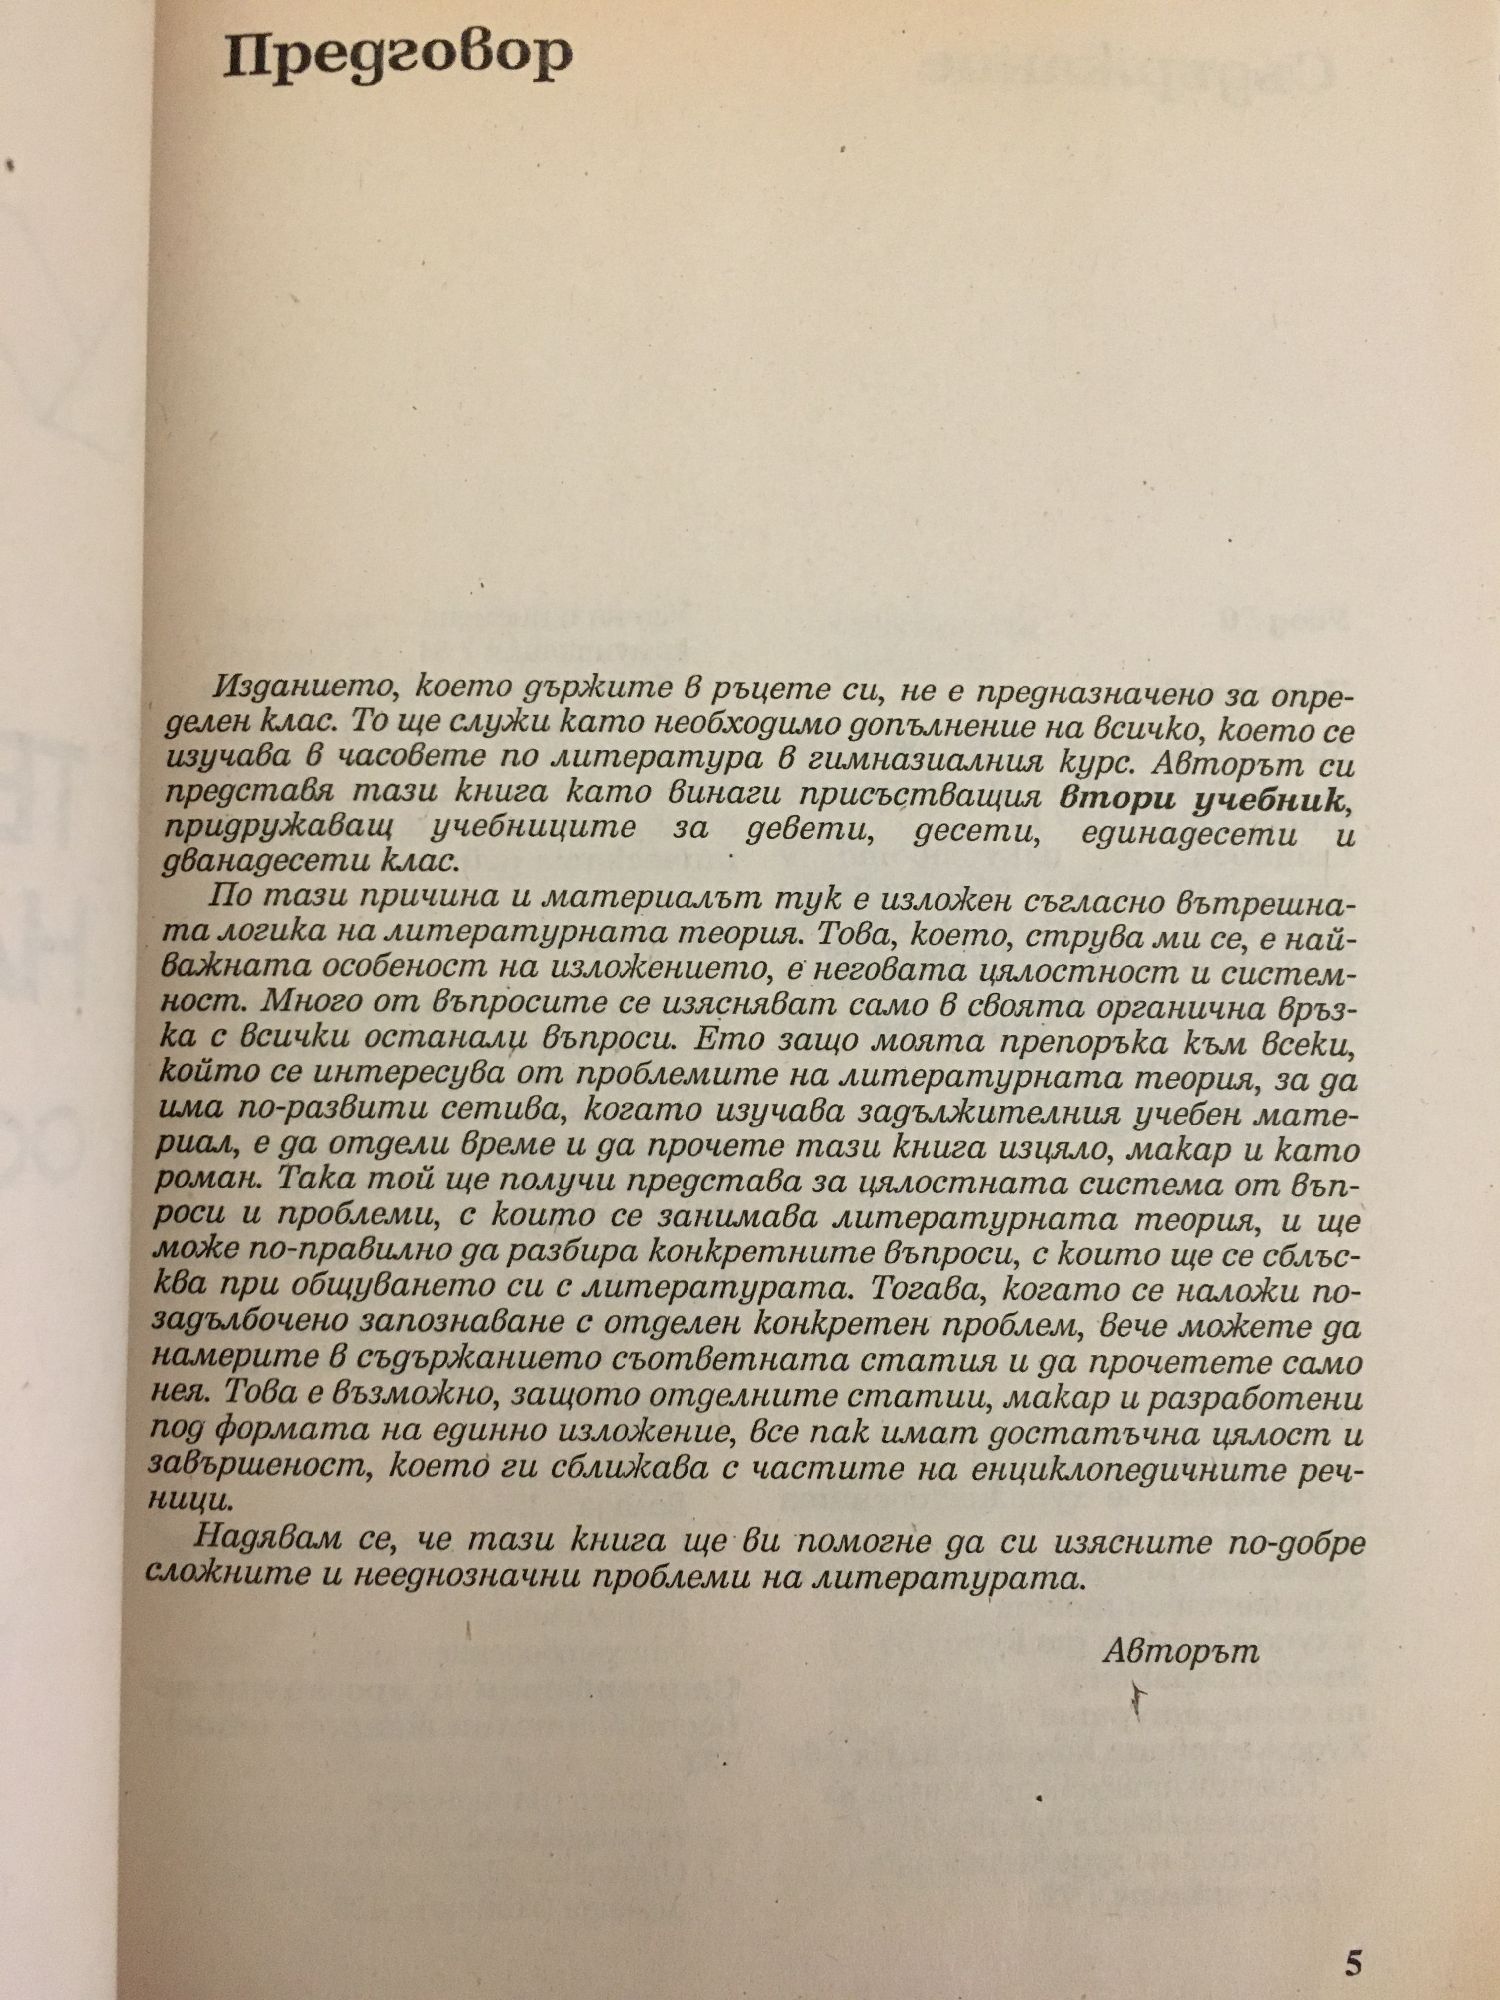 Предговор
Изданието, което държите в ръцете си, не е предназначено за опре-
делен клас. То ще служи като необходимо допълнение на всичко, което се
изучава в часовете по литература в гимназиалния курс. Авторът си
представя тази книга като винаги присъстващия втори учебник,
придружаващ учебниците за девети, десети, единадесети и
дванадесети клас.
По тази причина и материалът тук е изложен съгласно вътрешна-
та логика на литературната теория. Това, което, струва ми се, е най-
важната особеност на изложението, е неговата цялостност и систем-
ност. Много от въпросите се изясняват само в своята органична връз-
ка с всички останали въпроси. Ето защо моята препоръка към всеки,
който се интересува от проблемите на литературната теория, за да
има по-развити сетива, когато изучава задължителния учебен мате-
риал, е да отдели време и да прочете тази книга изцяло, макар и като
роман. Така той ще получи представа за цялостната система от въп-
роси и проблеми, с които се занимава литературната теория, и ще
може по-правилно да разбира конкретните въпроси, с които ще се сблъс-
ква при общуването си с литературата. Тогава, когато се наложи по-
задълбочено запознаване с отделен конкретен проблем, вече можете да
намерите в съдържанието съответната статия и да прочетете само
нея. Това е възможно, защото отделните статии, макар и разработени
под формата на единно изложение, все пак имат достатъчна цялост и
завършеност, което ги сближава с частите на енциклопедичните реч-
ници.
Надявам се, че тази книга ще ви помогне да си изясните по-добре
сложните и нееднозначни проблеми на литературата.
Авторът
5